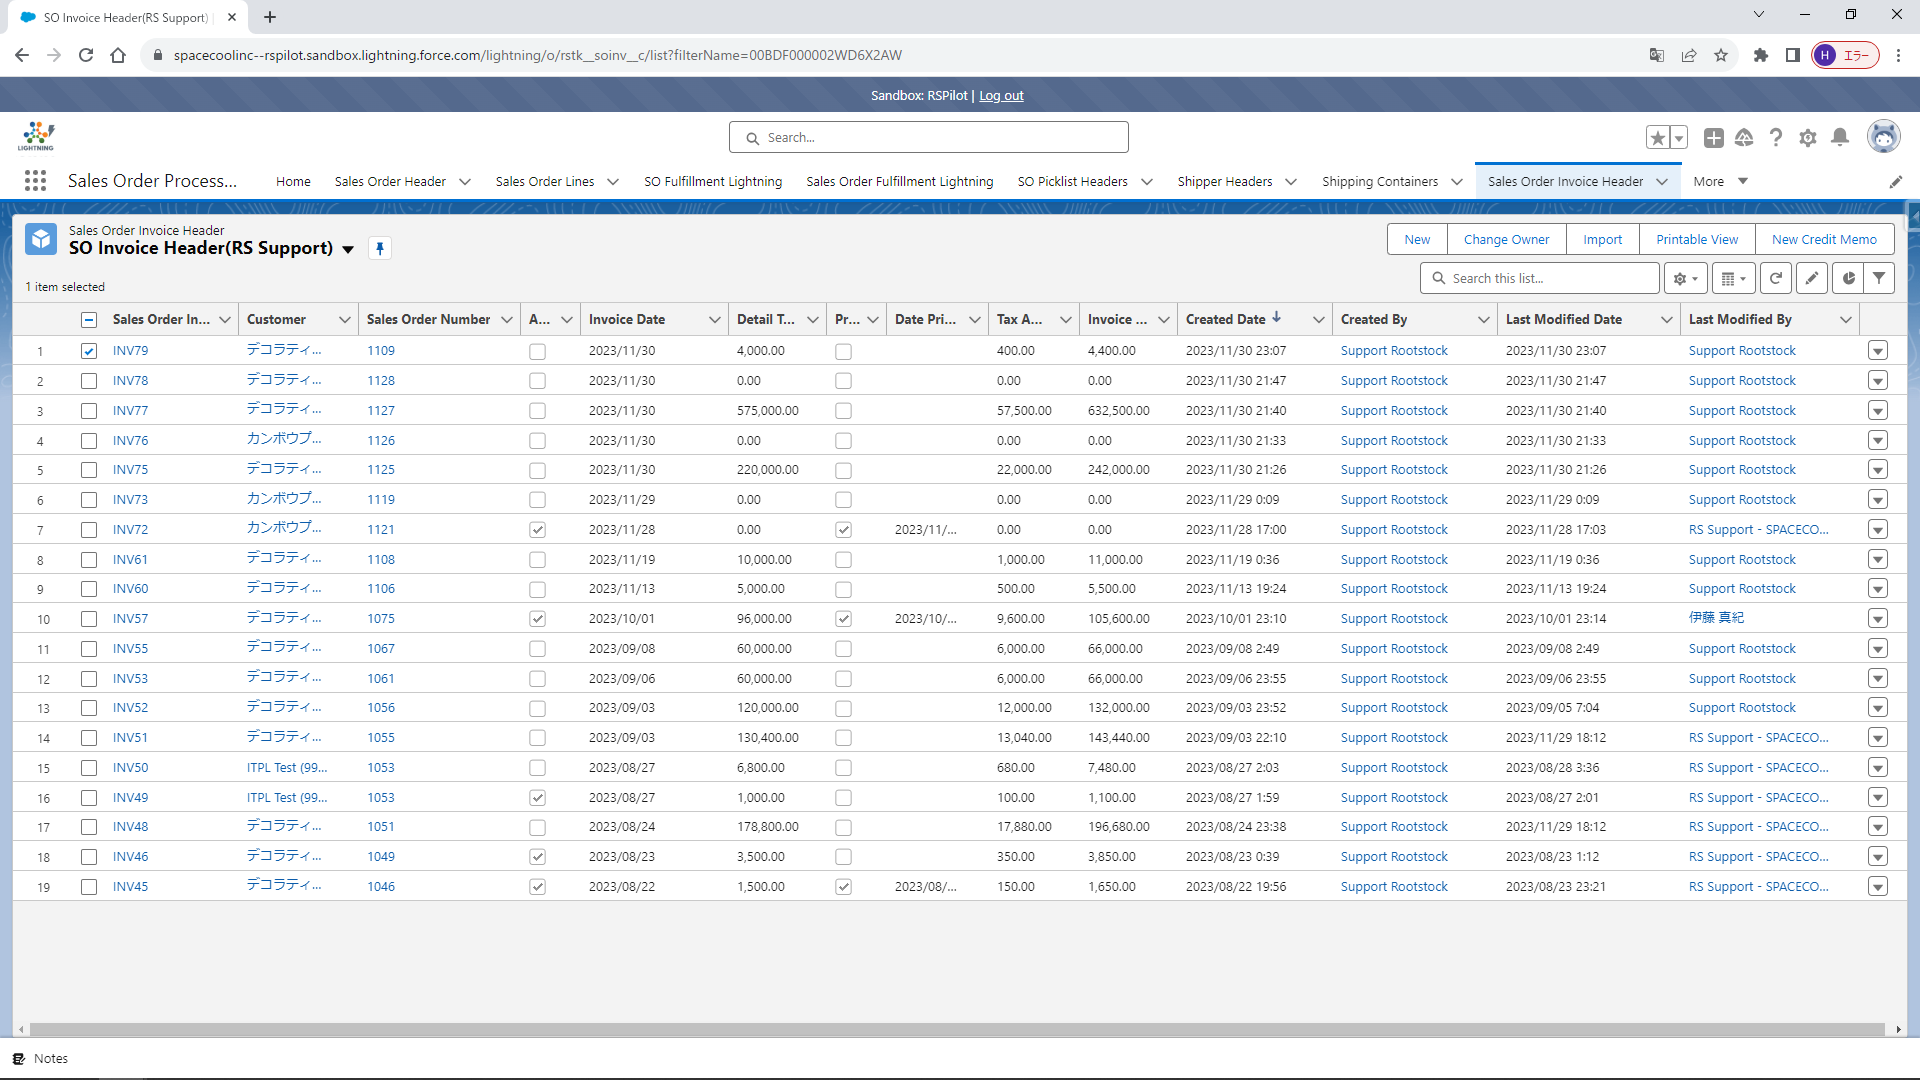 SO Invoice Header(RS Support)
spacecoolinc--rspilot.sandbox.lightning.force.com/lightning/o/rstk__soinv__c/list?filterName=00BDF000002WD6X2AW
H エラー
Sandbox: RSPilot | Log out
LIGHTNING
Search...
Sales Order Process... Home Sales Order Header Sales Order Lines SO Fulfillment Lightning Sales Order Fulfillment Lightning SO Picklist Headers Shipper Headers Shipping Containers Sales Order Invoice Header More
Sales Order Invoice Header
SO Invoice Header(RS Support)
New Change Owner Import Printable View New Credit Memo
1 item selected
Search this list...
Sales Order In... Customer Sales Order Number A... Invoice Date Detail T... Pr... Date Pri... Tax A... Invoice ... Created Date Created By Last Modified Date Last Modified By
1 INV79 デコラティ... 1109 2023/11/30 4,000.00 400.00 4,400.00 2023/11/30 23:07 Support Rootstock 2023/11/30 23:07 Support Rootstock
2 INV78 デコラティ... 1128 2023/11/30 0.00 0.00 0.00 2023/11/30 21:47 Support Rootstock 2023/11/30 21:47 Support Rootstock
3 INV77 デコラティ... 1127 2023/11/30 575,000.00 57,500.00 632,500.00 2023/11/30 21:40 Support Rootstock 2023/11/30 21:40 Support Rootstock
4 INV76 カンボウプ... 1126 2023/11/30 0.00 0.00 0.00 2023/11/30 21:33 Support Rootstock 2023/11/30 21:33 Support Rootstock
5 INV75 デコラティ... 1125 2023/11/30 220,000.00 22,000.00 242,000.00 2023/11/30 21:26 Support Rootstock 2023/11/30 21:26 Support Rootstock
6 INV73 カンボウプ... 1119 2023/11/29 0.00 0.00 0.00 2023/11/29 0:09 Support Rootstock 2023/11/29 0:09 Support Rootstock
7 INV72 カンボウプ... 1121 2023/11/28 0.00 2023/11/... 0.00 0.00 2023/11/28 17:00 Support Rootstock 2023/11/28 17:03 RS Support - SPACECO...
8 INV61 デコラティ... 1108 2023/11/19 10,000.00 1,000.00 11,000.00 2023/11/19 0:36 Support Rootstock 2023/11/19 0:36 Support Rootstock
9 INV60 デコラティ... 1106 2023/11/13 5,000.00 500.00 5,500.00 2023/11/13 19:24 Support Rootstock 2023/11/13 19:24 Support Rootstock
10 INV57 デコラティ... 1075 2023/10/01 96,000.00 2023/10/... 9,600.00 105,600.00 2023/10/01 23:10 Support Rootstock 2023/10/01 23:14 伊藤 真紀
11 INV55 デコラティ... 1067 2023/09/08 60,000.00 6,000.00 66,000.00 2023/09/08 2:49 Support Rootstock 2023/09/08 2:49 Support Rootstock
12 INV53 デコラティ... 1061 2023/09/06 60,000.00 6,000.00 66,000.00 2023/09/06 23:55 Support Rootstock 2023/09/06 23:55 Support Rootstock
13 INV52 デコラティ... 1056 2023/09/03 120,000.00 12,000.00 132,000.00 2023/09/03 23:52 Support Rootstock 2023/09/05 7:04 Support Rootstock
14 INV51 デコラティ... 1055 2023/09/03 130,400.00 13,040.00 143,440.00 2023/09/03 22:10 Support Rootstock 2023/11/29 18:12 RS Support - SPACECO...
15 INV50 ITPL Test (99... 1053 2023/08/27 6,800.00 680.00 7,480.00 2023/08/27 2:03 Support Rootstock 2023/08/28 3:36 RS Support - SPACECO...
16 INV49 ITPL Test (99... 1053 2023/08/27 1,000.00 100.00 1,100.00 2023/08/27 1:59 Support Rootstock 2023/08/27 2:01 RS Support - SPACECO...
17 INV48 デコラティ... 1051 2023/08/24 178,800.00 17,880.00 196,680.00 2023/08/24 23:38 Support Rootstock 2023/11/29 18:12 RS Support - SPACECO...
18 INV46 デコラティ... 1049 2023/08/23 3,500.00 350.00 3,850.00 2023/08/23 0:39 Support Rootstock 2023/08/23 1:12 RS Support - SPACECO...
19 INV45 デコラティ... 1046 2023/08/22 1,500.00 2023/08/... 150.00 1,650.00 2023/08/22 19:56 Support Rootstock 2023/08/23 23:21 RS Support - SPACECO...
Notes